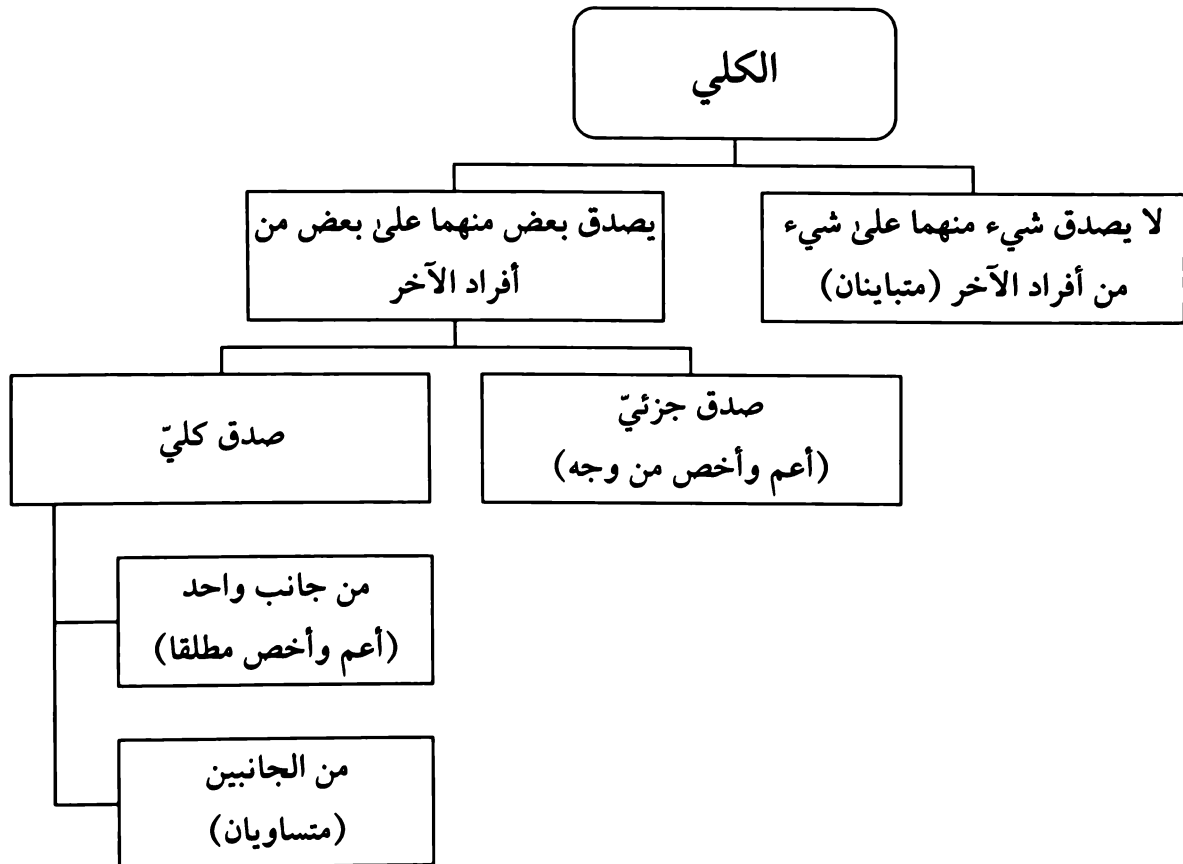 الكلي
لا يصدق شيء منهما علىٰ شيء
من أفراد الآخر (متباينان)
يصدق بعض منهما علىٰ بعض من
أفراد الآخر
صدق جزئيّ
(أعم وأخص من وجه)
صدق كليّ
من جانب واحد
(أعم وأخص مطلقا)
من الجانبين
(متساويان)